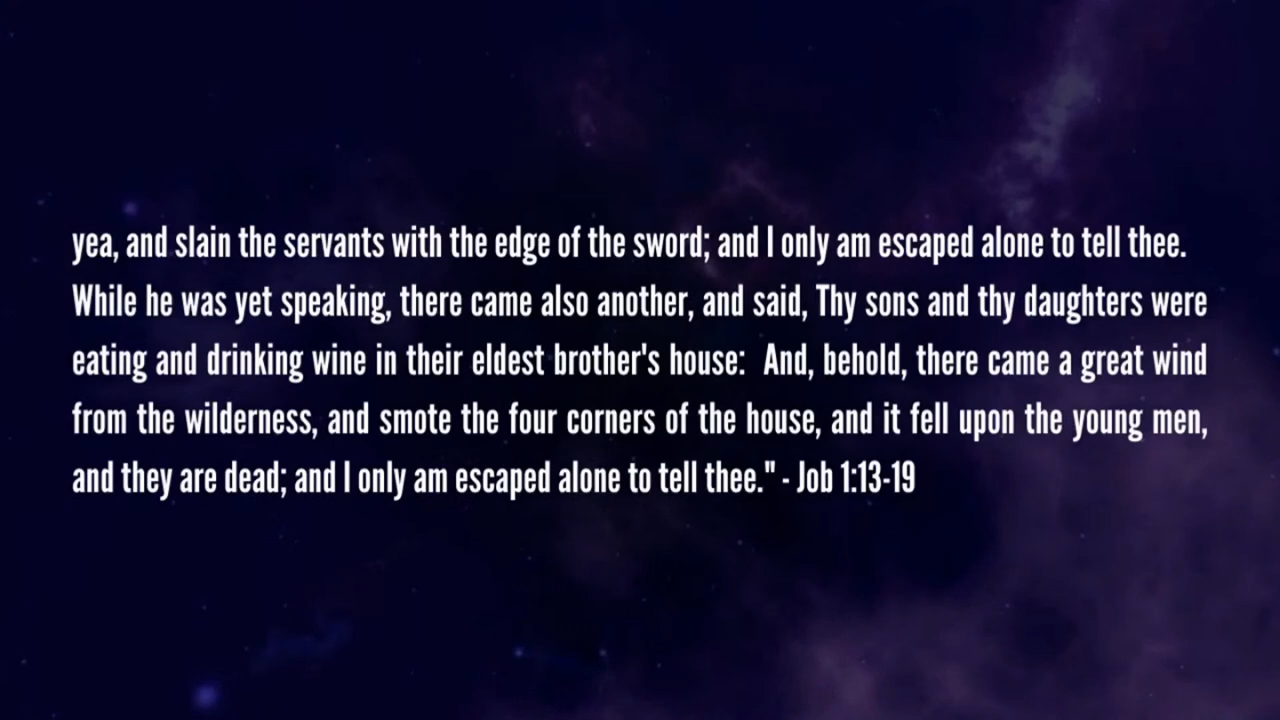 yea, and slain the servants with the edge of the sword; and I only am escaped alone to tell thee.
While he was yet speaking, there came also another, and said, Thy sons and thy daughters were
eating and drinking wine in their eldest brother's house:  And, behold, there came a great wind
from the wilderness, and smote the four corners of the house, and it fell upon the young men,
and they are dead; and I only am escaped alone to tell thee." - Job 1:13-19